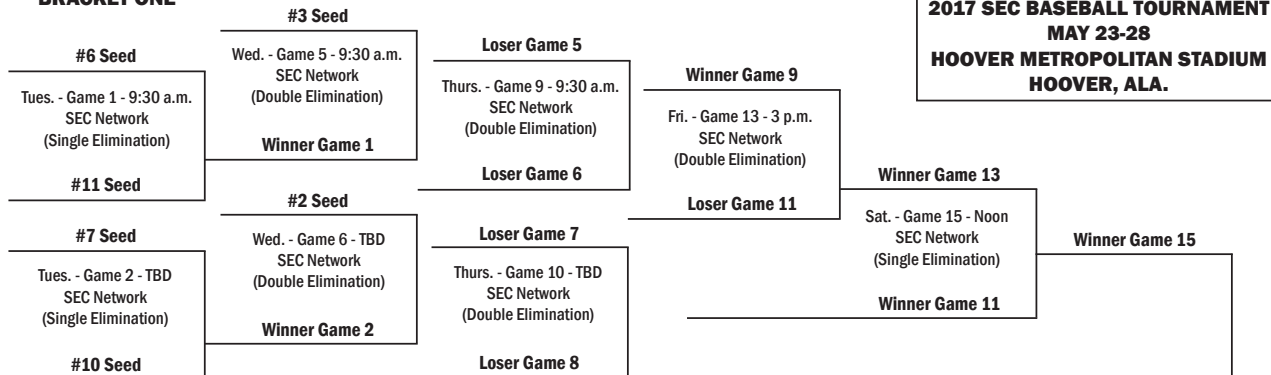 BRACKET ONE
#6 Seed
Tues. - Game 1 - 9:30 a.m.
SEC Network
(Single Elimination)
#11 Seed
#7 Seed
Tues. - Game 2 - TBD
SEC Network
(Single Elimination)
#10 Seed
#3 Seed
Wed. - Game 5 - 9:30 a.m.
SEC Network
(Double Elimination)
Winner Game 1
#2 Seed
Wed. - Game 6 - TBD
SEC Network
(Double Elimination)
Winner Game 2
Loser Game 5
Thurs. - Game 9 - 9:30 a.m.
SEC Network
(Double Elimination)
Loser Game 6
Loser Game 7
Thurs. - Game 10 - TBD
SEC Network
(Double Elimination)
Loser Game 8
Winner Game 9
Fri. - Game 13 - 3 p.m.
SEC Network
(Double Elimination)
Loser Game 11
Winner Game 13
Sat. - Game 15 - Noon
SEC Network
(Single Elimination)
Winner Game 11
Winner Game 15
2017 SEC BASEBALL TOURNAMENT
MAY 23-28
HOOVER METROPOLITAN STADIUM
HOOVER, ALA.